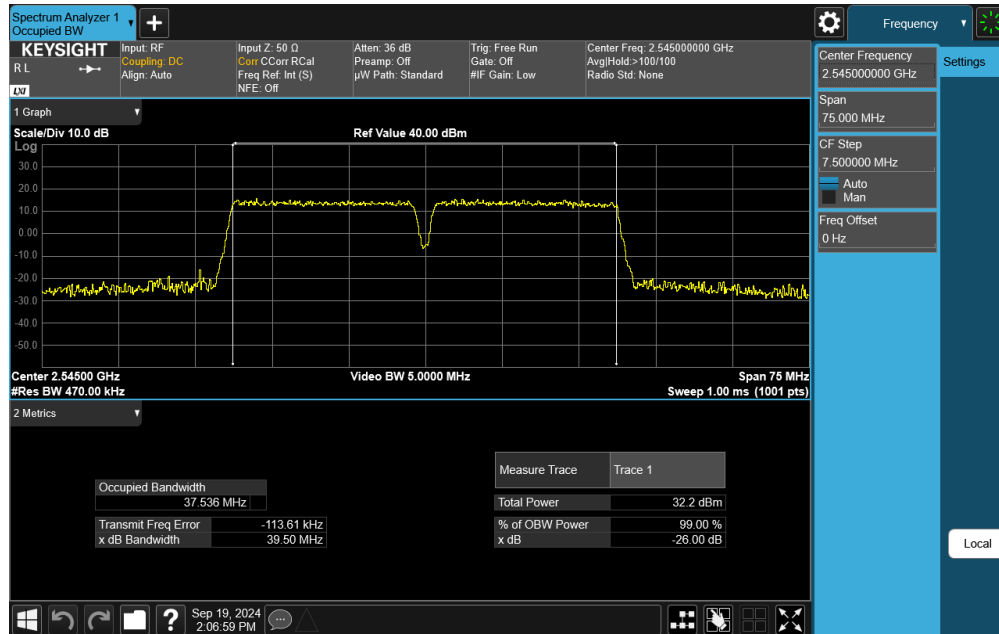 Spectrum Analyzer 1
Occupied BW
Frequency
KEYSIGHT
R L
LXI
Input: RF
Coupling: DC
Align: Auto
Input Z: 50 Ω
Corr CCorr RCal
Freq Ref: Int (S)
NFE: Off
Atten: 36 dB
Preamp: Off
µW Path: Standard
Trig: Free Run
Gate: Off
#IF Gain: Low
Center Freq: 2.545000000 GHz
Avg|Hold:>100/100
Radio Std: None
Center Frequency
2.545000000 GHz
Settings
Span
75.000 MHz
CF Step
7.500000 MHz
Auto
Man
Freq Offset
0 Hz
1 Graph
Scale/Div 10.0 dB
Ref Value 40.00 dBm
Log
30.0
20.0
10.0
0.00
-10.0
-20.0
-30.0
-40.0
-50.0
Center 2.54500 GHz
Video BW 5.0000 MHz
Span 75 MHz
#Res BW 470.00 kHz
Sweep 1.00 ms (1001 pts)
2 Metrics
Measure Trace Trace 1
Occupied Bandwidth
37.536 MHz
Total Power 32.2 dBm
Transmit Freq Error -113.61 kHz
% of OBW Power 99.00 %
x dB Bandwidth 39.50 MHz
x dB -26.00 dB
Local
?
Sep 19, 2024
2:06:59 PM